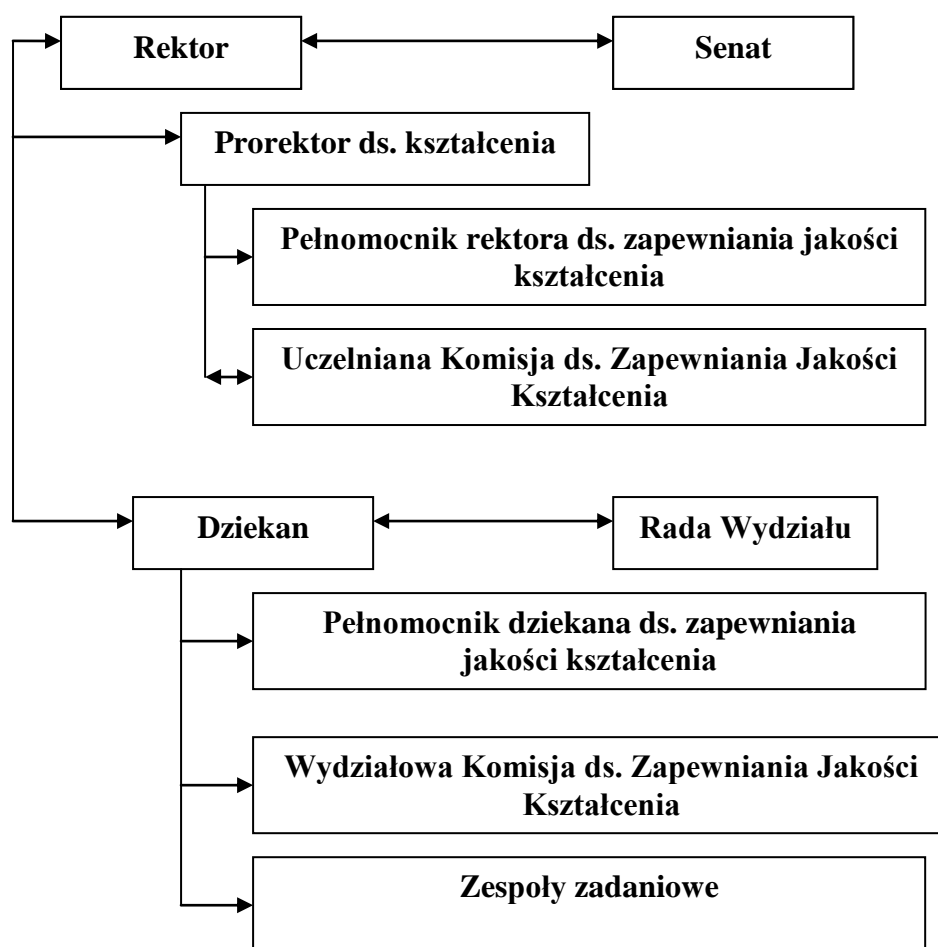 Rektor
Senat
Prorektor ds. kształcenia
Pełnomocnik rektora ds. zapewniania jakości
kształcenia
Uczelniana Komisja ds. Zapewniania Jakości
Kształcenia
Dziekan
Rada Wydziału
Pełnomocnik dziekana ds. zapewniania
jakości kształcenia
Wydziałowa Komisja ds. Zapewniania Jakości
Kształcenia
Zespoły zadaniowe